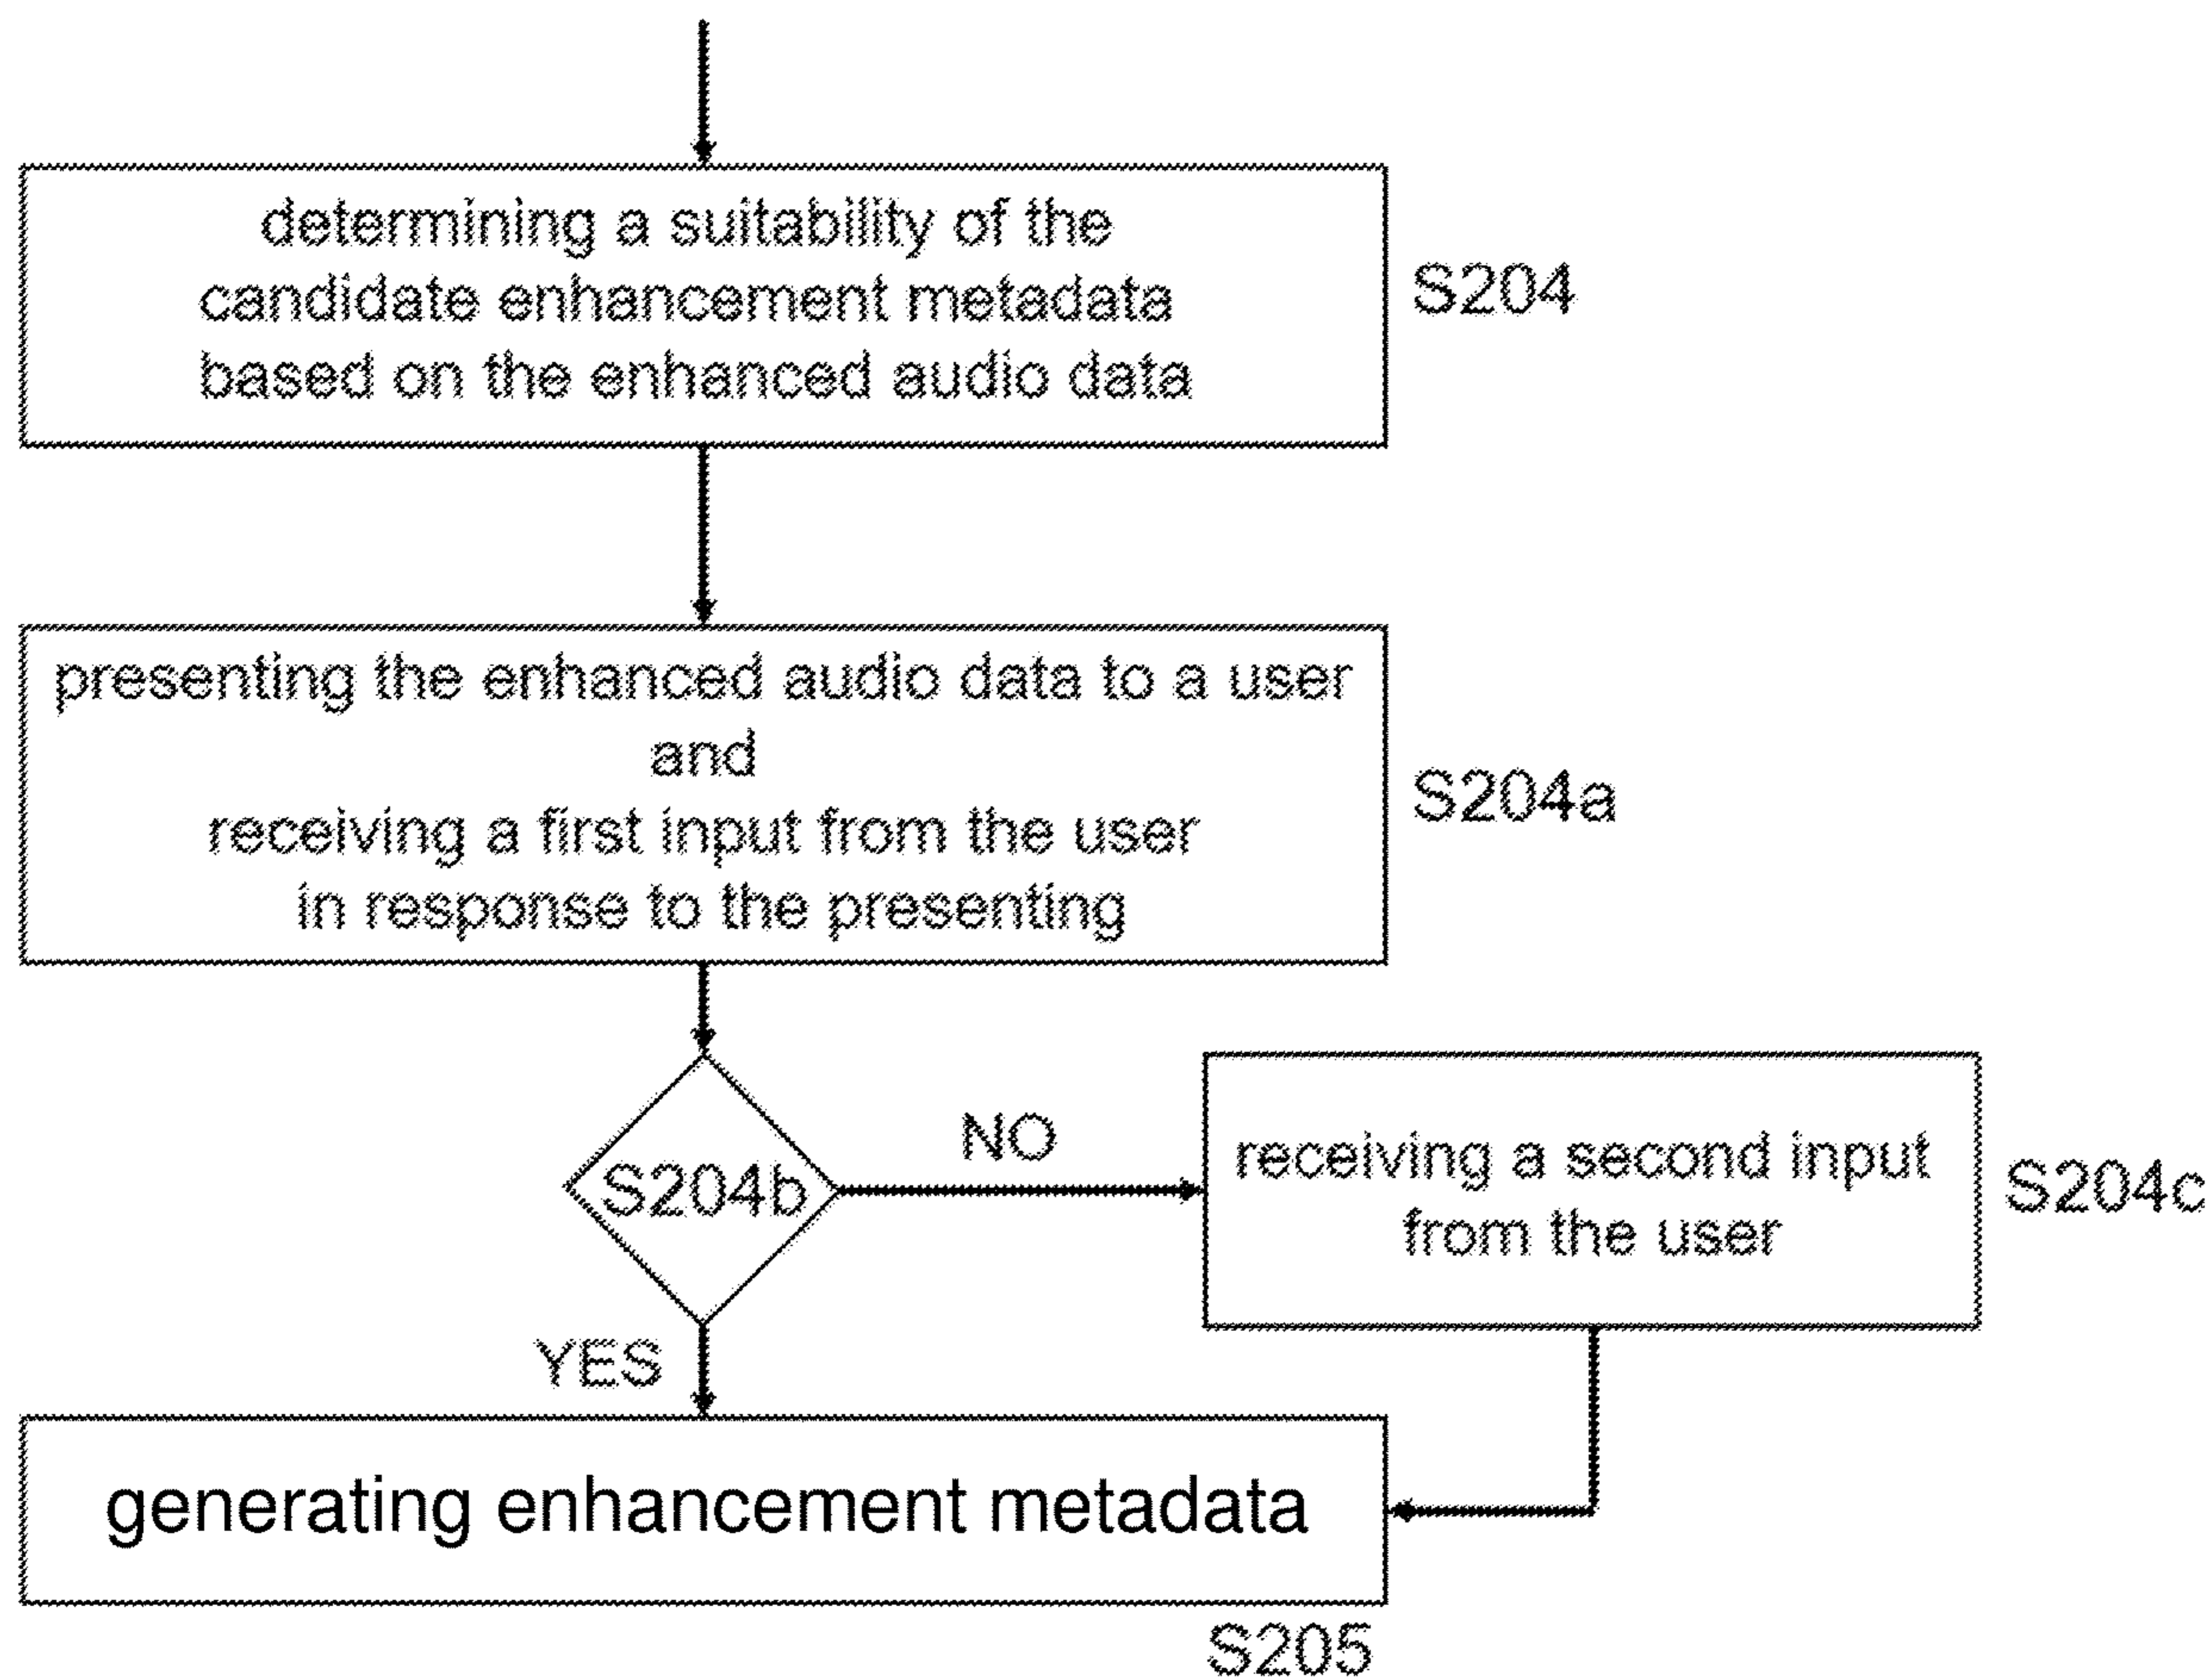 determining a suitability of the
candidate enhancement metadata
based on the enhanced audio data
S204
presenting the enhanced audio data to a user
and
receiving a first input from the user
in response to the presenting
S204a
S204b
NO
receiving a second input
from the user
S204c
YES
generating enhancement metadata
S205